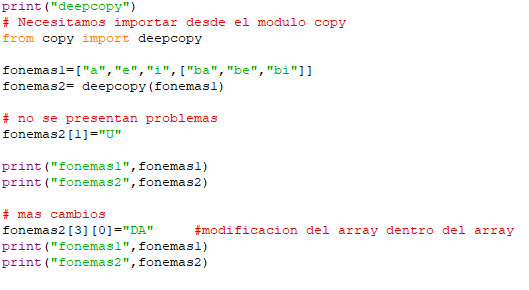 print("deepcopy")
# Necesitamos importar desde el modulo copy
from copy import deepcopy
fonemas1=["a","e","i",["ba","be","bi"]]
fonemas2= deepcopy(fonemas1)
# no se presentan problemas
fonemas2[1]="U"
print("fonemas1",fonemas1)
print("fonemas2",fonemas2)
# mas cambios
fonemas2[3][0]="DA"     #modificacion del array dentro del array
print("fonemas1",fonemas1)
print("fonemas2",fonemas2)